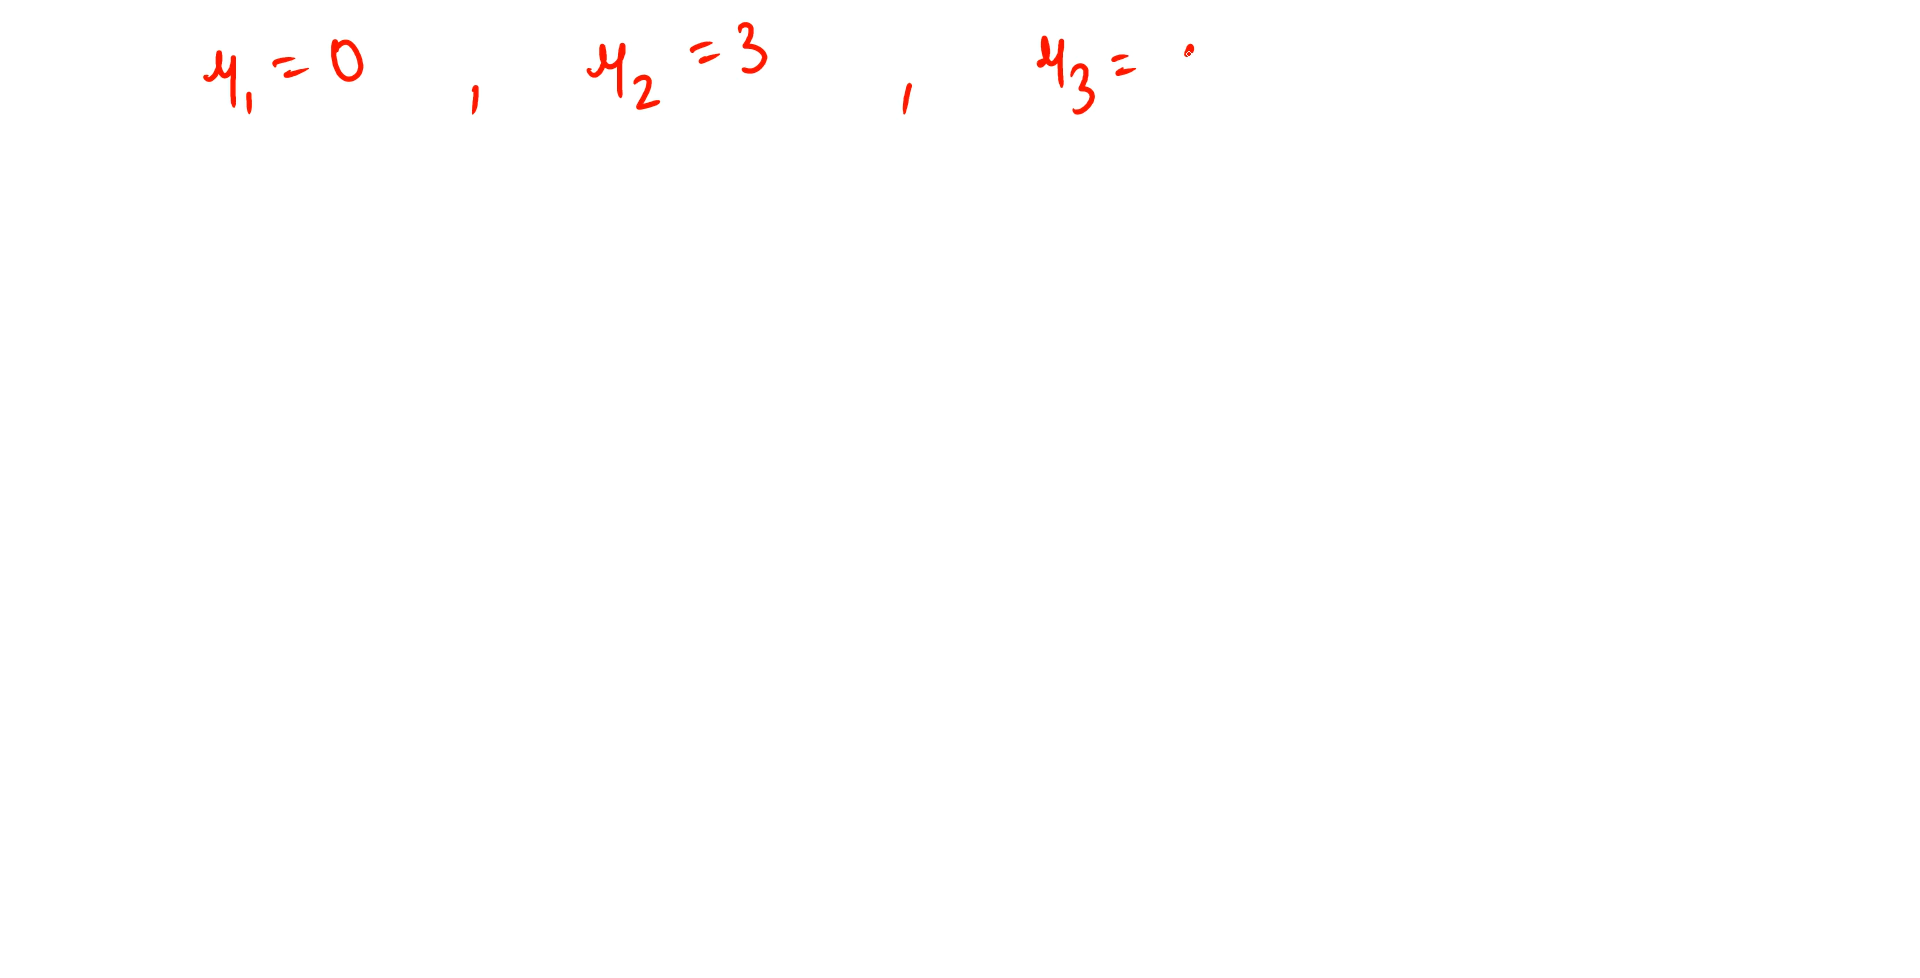 y₁ = 0 , y₂ = 3 , y₃ =